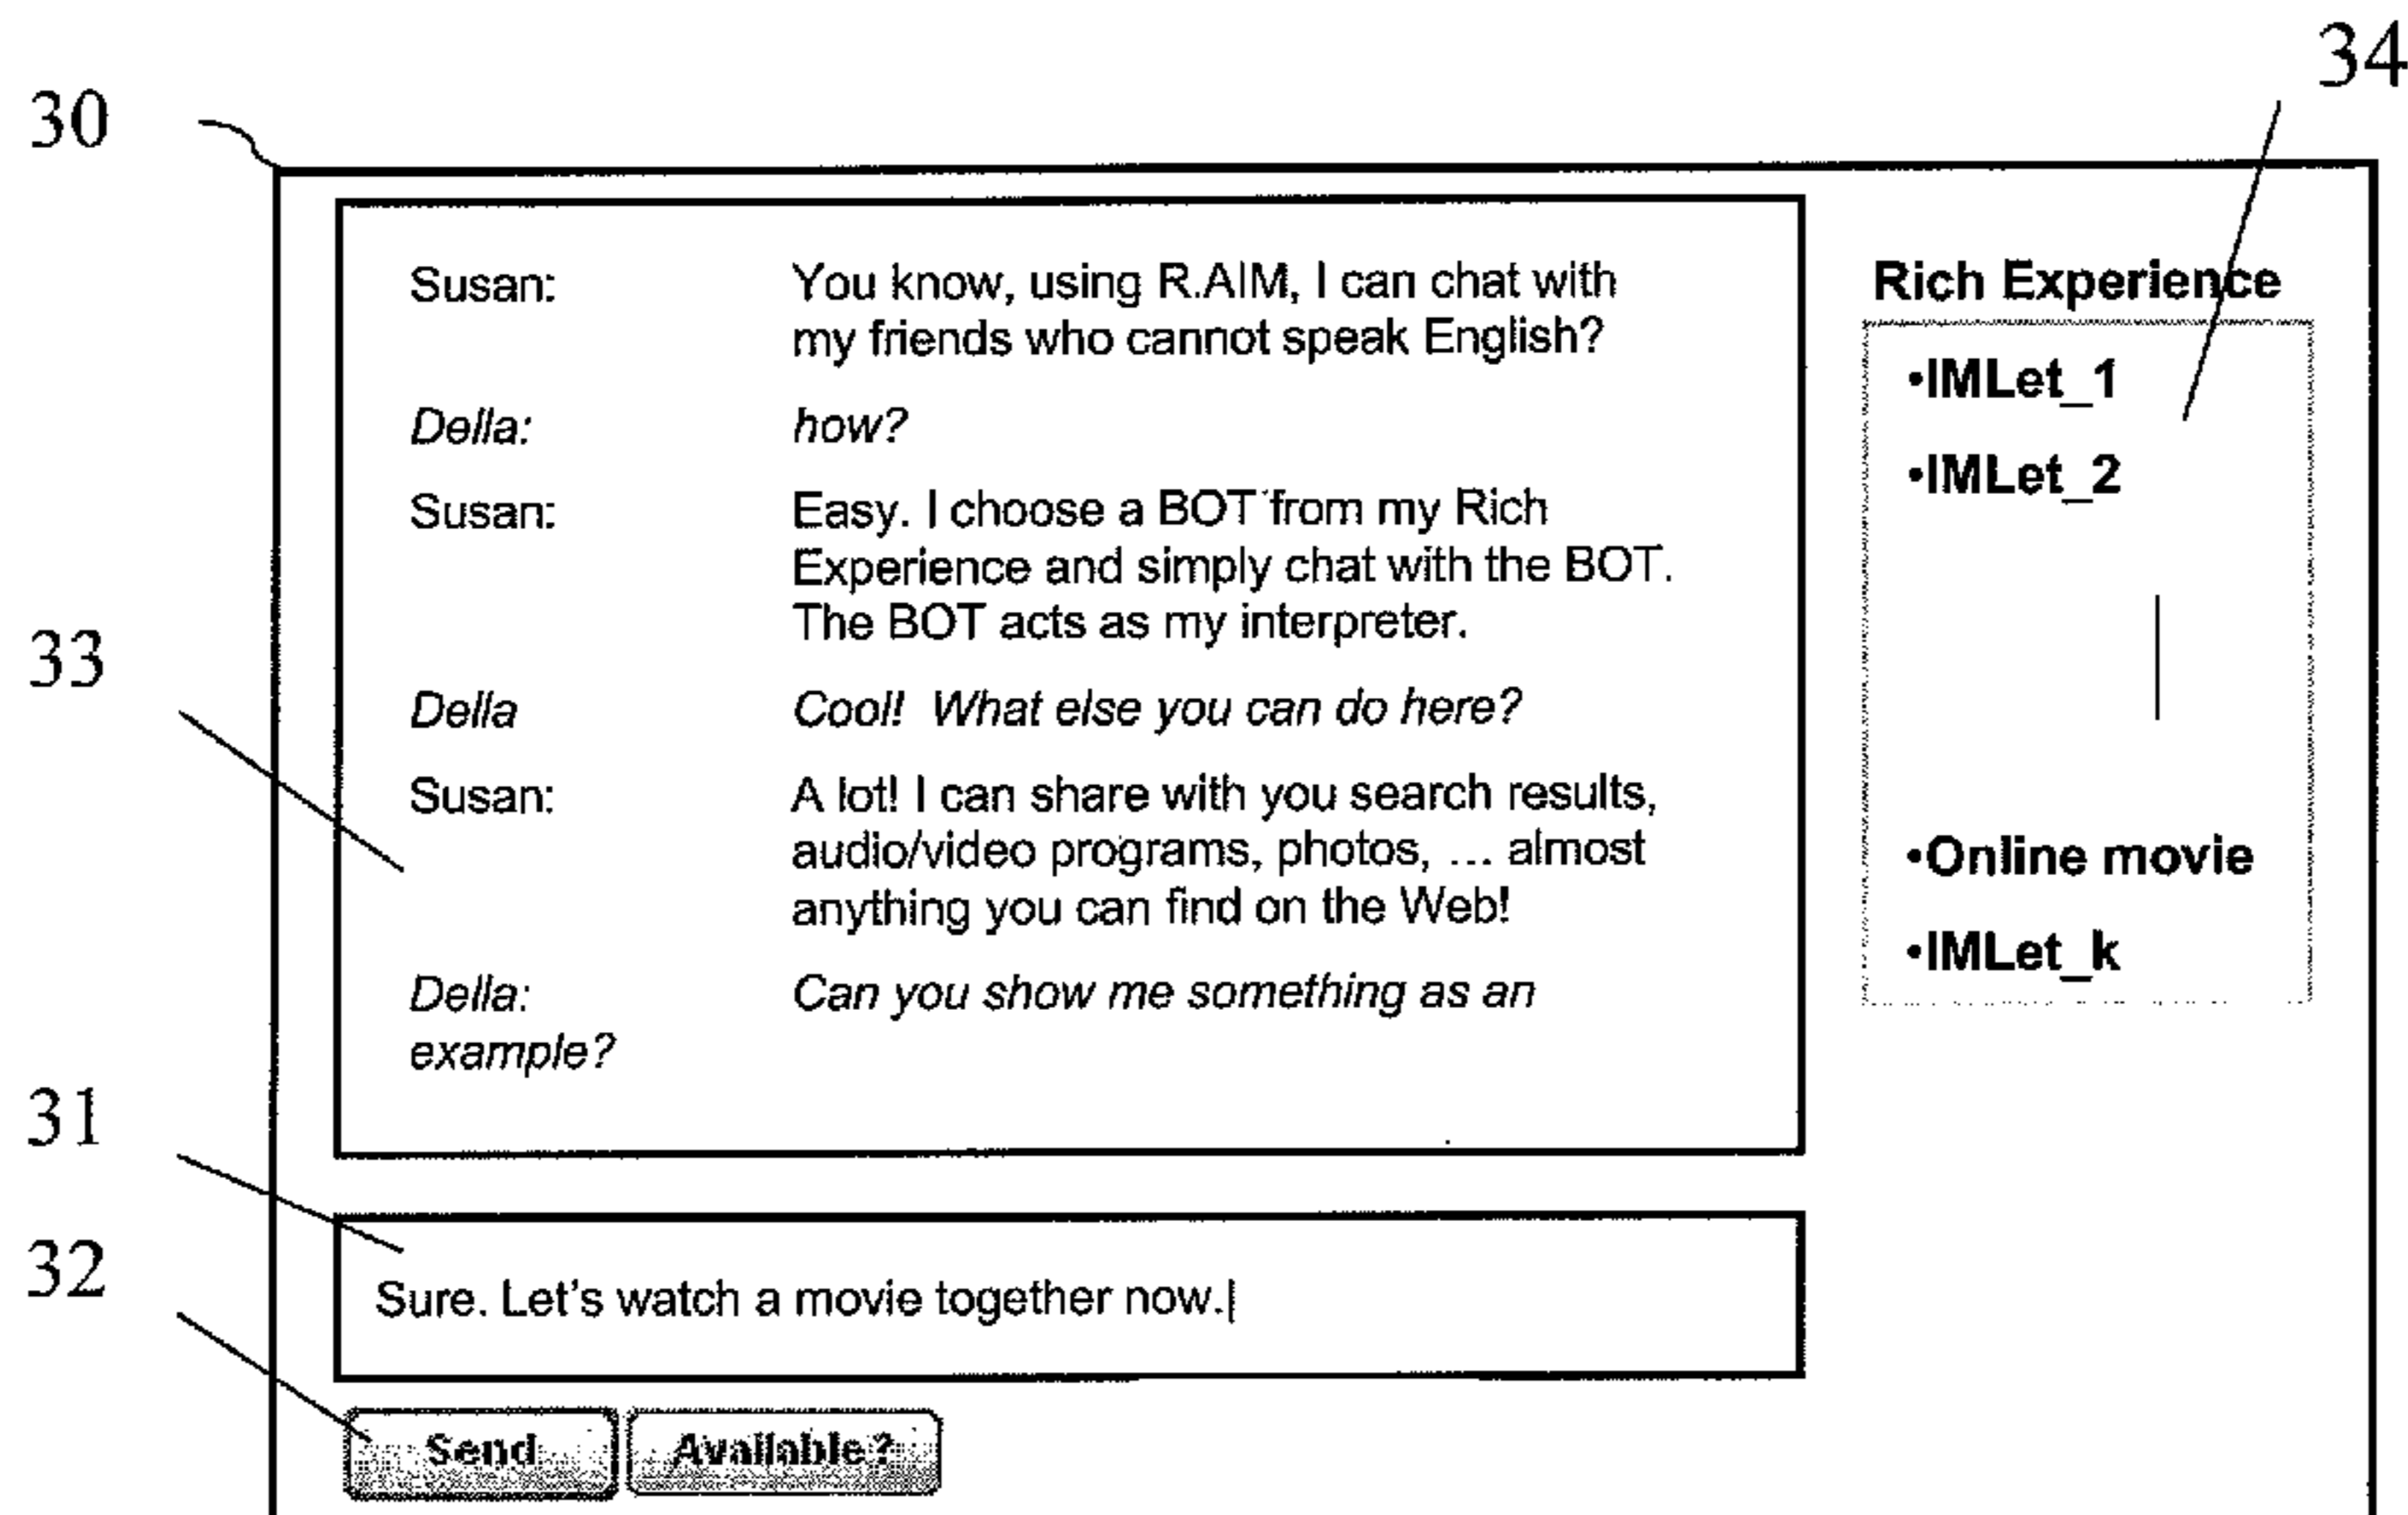 34
30
Susan: You know, using R.AIM, I can chat with
my friends who cannot speak English?
Della: how?
Susan: Easy. I choose a BOT from my Rich
Experience and simply chat with the BOT.
The BOT acts as my interpreter.
33
Della Cool! What else you can do here?
Susan: A lot! I can share with you search results,
audio/video programs, photos, ... almost
anything you can find on the Web!
Della: Can you show me something as an
example?
Rich Experience
•IMLet_1
•IMLet_2
•Online movie
•IMLet_k
31
Sure. Let's watch a movie together now.|
32
Send Available?